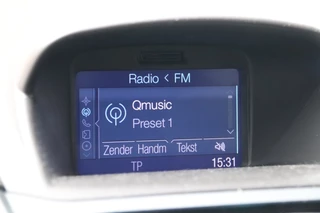 Radio < FM
Qmusic
Preset 1
Zender Handm Tekst
TP 15:31